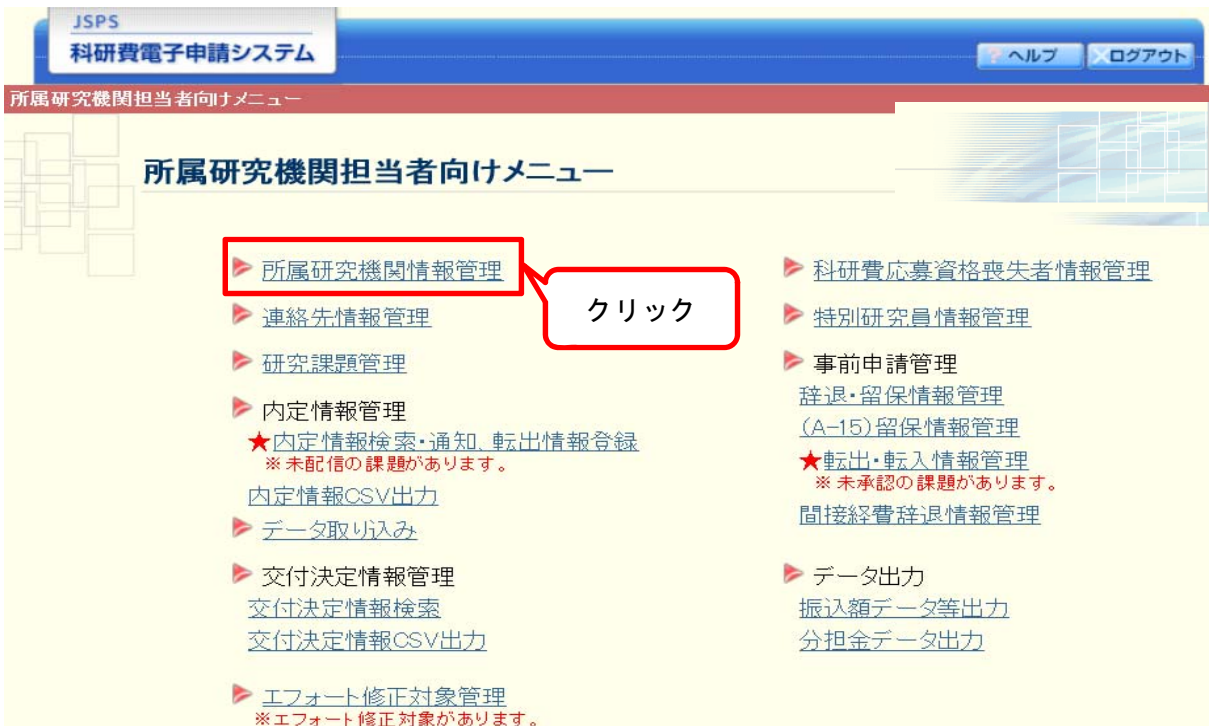 JSPS
科研費電子申請システム
ヘルプ
ログアウト
所属研究機関担当者向けメニュー
所属研究機関担当者向けメニュー
所属研究機関情報管理
クリック
連絡先情報管理
研究課題管理
内定情報管理
★内定情報検索・通知、転出情報登録
※未配信の課題があります。
内定情報CSV出力
データ取り込み
交付決定情報管理
交付決定情報検索
交付決定情報CSV出力
エフォート修正対象管理
※エフォート修正対象があります。
科研費応募資格喪失者情報管理
特別研究員情報管理
事前申請管理
辞退・留保情報管理
(A-15)留保情報管理
★転出・転入情報管理
※未承認の課題があります。
間接経費辞退情報管理
データ出力
振込額データ等出力
分担金データ出力